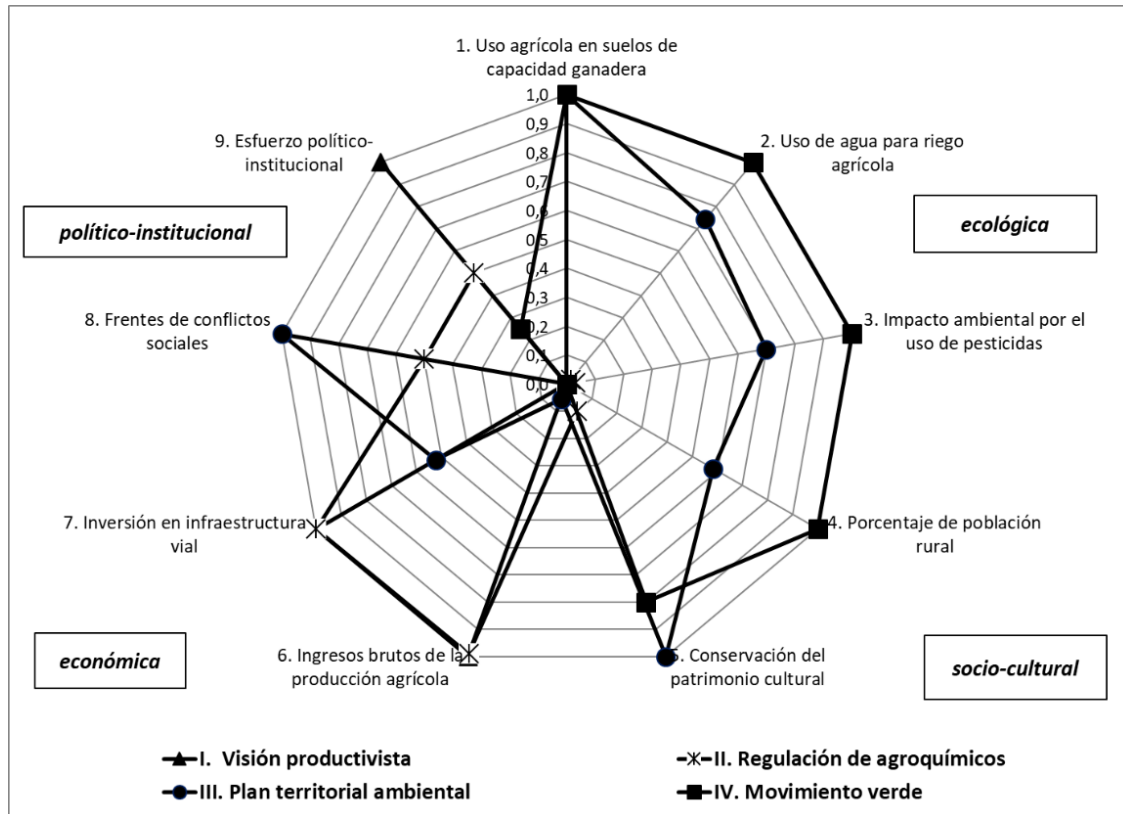 1. Uso agrícola en suelos de
capacidad ganadera
1,0
0,9
0,8
0,7
0,6
0,5
0,4
0,3
0,2
0,1
0,0
2. Uso de agua para riego
agrícola
ecológica
3. Impacto ambiental por el
uso de pesticidas
4. Porcentaje de población
rural
socio-cultural
5. Conservación del
patrimonio cultural
6. Ingresos brutos de la
producción agrícola
económica
7. Inversión en infraestructura
vial
8. Frentes de conflictos
sociales
político-institucional
9. Esfuerzo político-
institucional
I. Visión productivista
II. Regulación de agroquímicos
III. Plan territorial ambiental
IV. Movimiento verde